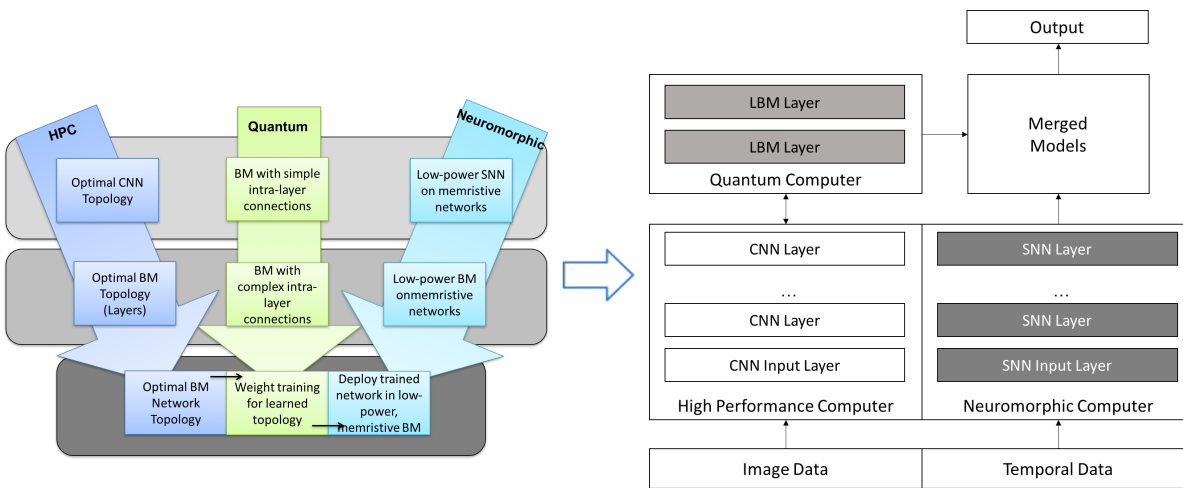 HPC
Quantum
Neuromorphic
Optimal CNN
Topology
BM with simple
intra-layer
connections
Low-power SNN
on memristive
networks
Optimal BM
Topology
(Layers)
BM with
complex intra-
layer
connections
Low-power BM
onmemristive
networks
Optimal BM
Network
Topology
Weight training
for learned
topology
Deploy trained
network in low-
power,
memristive BM
Output
LBM Layer
LBM Layer
Quantum Computer
Merged
Models
CNN Layer
...
CNN Layer
CNN Input Layer
High Performance Computer
SNN Layer
...
SNN Layer
SNN Input Layer
Neuromorphic Computer
Image Data
Temporal Data